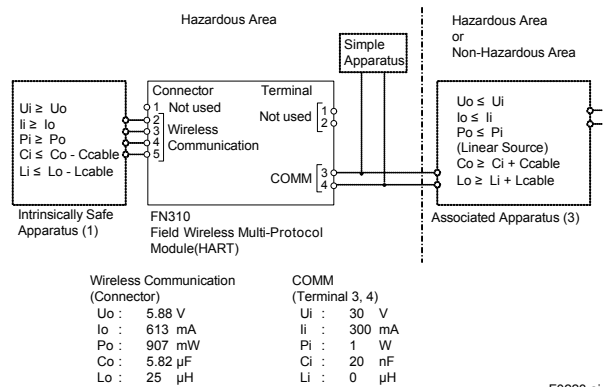 Hazardous Area
Hazardous Area
or
Non-Hazardous Area
Simple
Apparatus
Ui ≥ Uo
Ii ≥ Io
Pi ≥ Po
Ci ≤ Co - Ccable
Li ≤ Lo - Lcable
Intrinsically Safe
Apparatus (1)
Connector
1 Not used
2
3 Wireless
4 Communication
5
Terminal
Not used 1
2
COMM 3
4
FN310
Field Wireless Multi-Protocol
Module(HART)
Uo ≤ Ui
Io ≤ Ii
Po ≤ Pi
(Linear Source)
Co ≥ Ci + Ccable
Lo ≥ Li + Lcable
Associated Apparatus (3)
Wireless Communication
(Connector)
Uo : 5.88 V
Io : 613 mA
Po : 907 mW
Co : 5.82 µF
Lo : 25 µH
COMM
(Terminal 3, 4)
Ui : 30 V
Ii : 300 mA
Pi : 1 W
Ci : 20 nF
Li : 0 µH